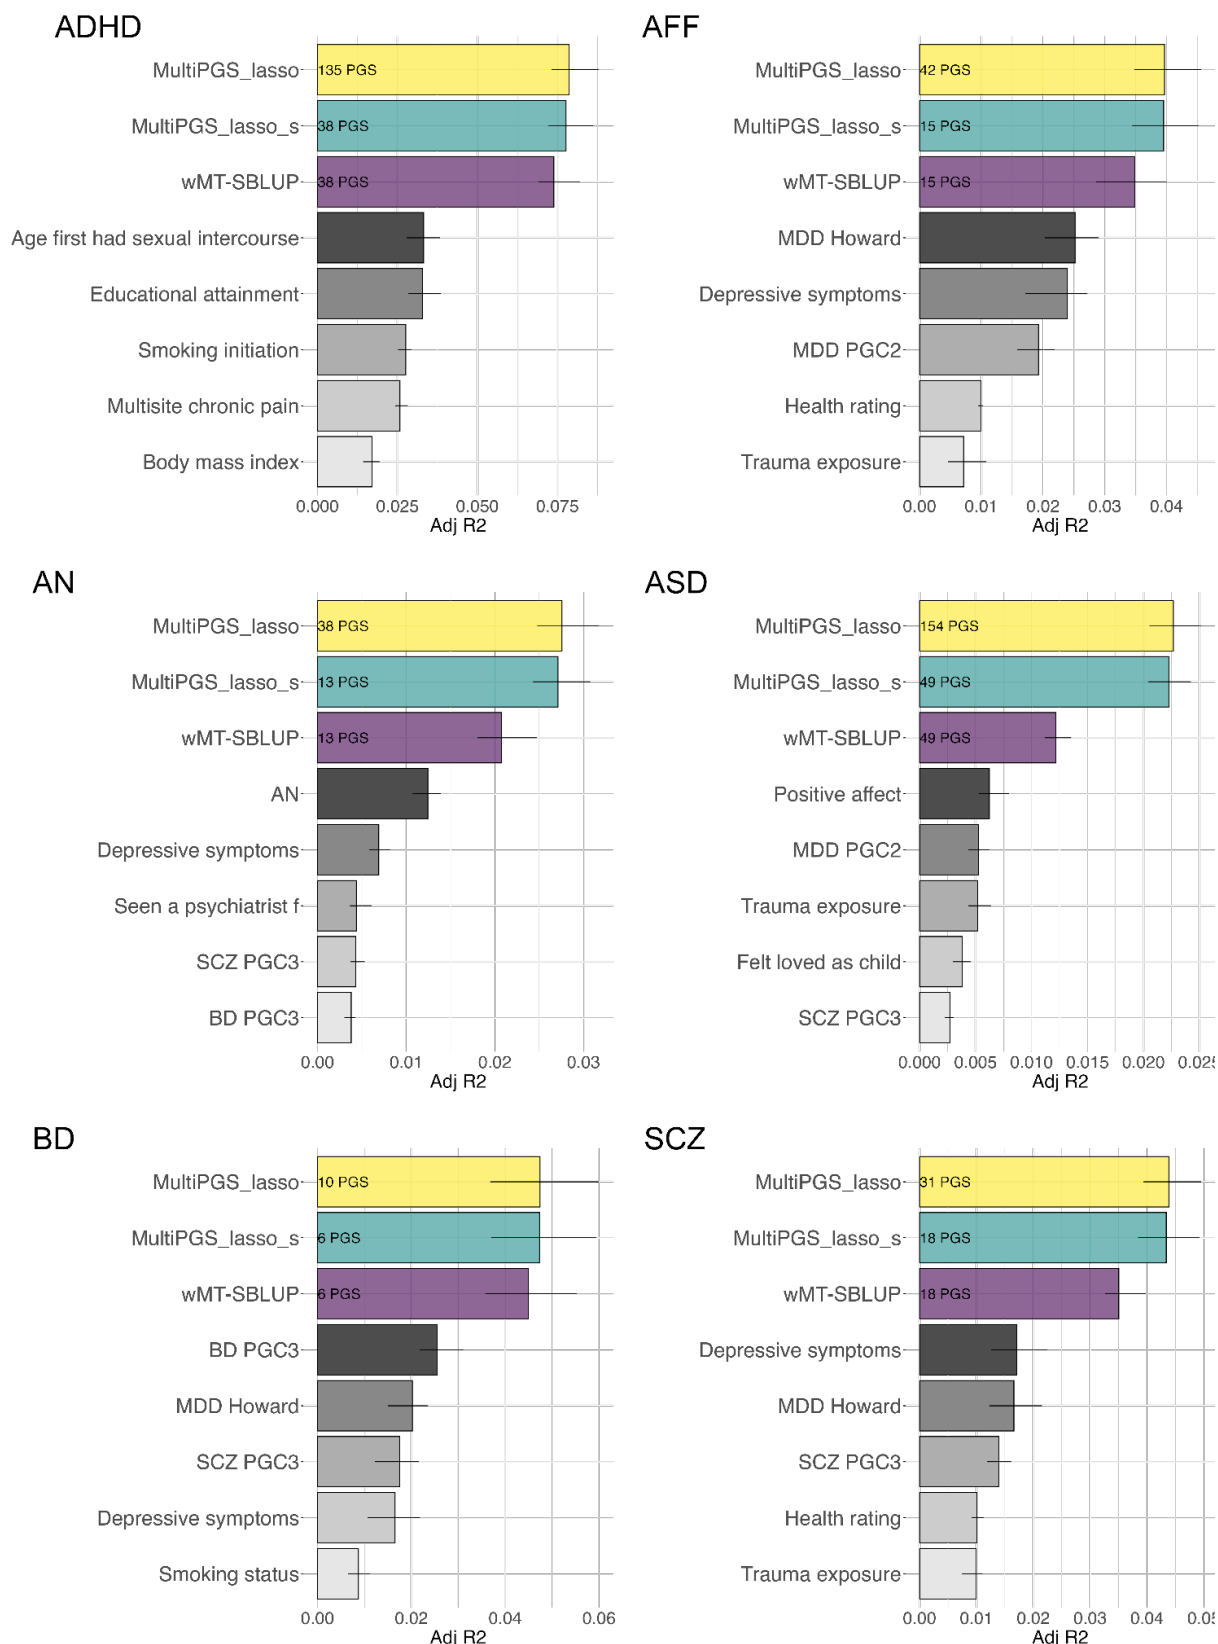 ADHD
MultiPGS_lasso
135 PGS
MultiPGS_lasso_s
38 PGS
wMT-SBLUP
38 PGS
Age first had sexual intercourse
Educational attainment
Smoking initiation
Multisite chronic pain
Body mass index
0.000 0.025 0.050 0.075
Adj R2
AFF
MultiPGS_lasso
42 PGS
MultiPGS_lasso_s
15 PGS
wMT-SBLUP
15 PGS
MDD Howard
Depressive symptoms
MDD PGC2
Health rating
Trauma exposure
0.00 0.01 0.02 0.03 0.04
Adj R2
AN
MultiPGS_lasso
38 PGS
MultiPGS_lasso_s
13 PGS
wMT-SBLUP
13 PGS
AN
Depressive symptoms
Seen a psychiatrist f
SCZ PGC3
BD PGC3
0.00 0.01 0.02 0.03
Adj R2
ASD
MultiPGS_lasso
154 PGS
MultiPGS_lasso_s
49 PGS
wMT-SBLUP
49 PGS
Positive affect
MDD PGC2
Trauma exposure
Felt loved as child
SCZ PGC3
0.000 0.005 0.010 0.015 0.020 0.025
Adj R2
BD
MultiPGS_lasso
10 PGS
MultiPGS_lasso_s
6 PGS
wMT-SBLUP
6 PGS
BD PGC3
MDD Howard
SCZ PGC3
Depressive symptoms
Smoking status
0.00 0.02 0.04 0.06
Adj R2
SCZ
MultiPGS_lasso
31 PGS
MultiPGS_lasso_s
18 PGS
wMT-SBLUP
18 PGS
Depressive symptoms
MDD Howard
SCZ PGC3
Health rating
Trauma exposure
0.00 0.01 0.02 0.03 0.04 0.05
Adj R2